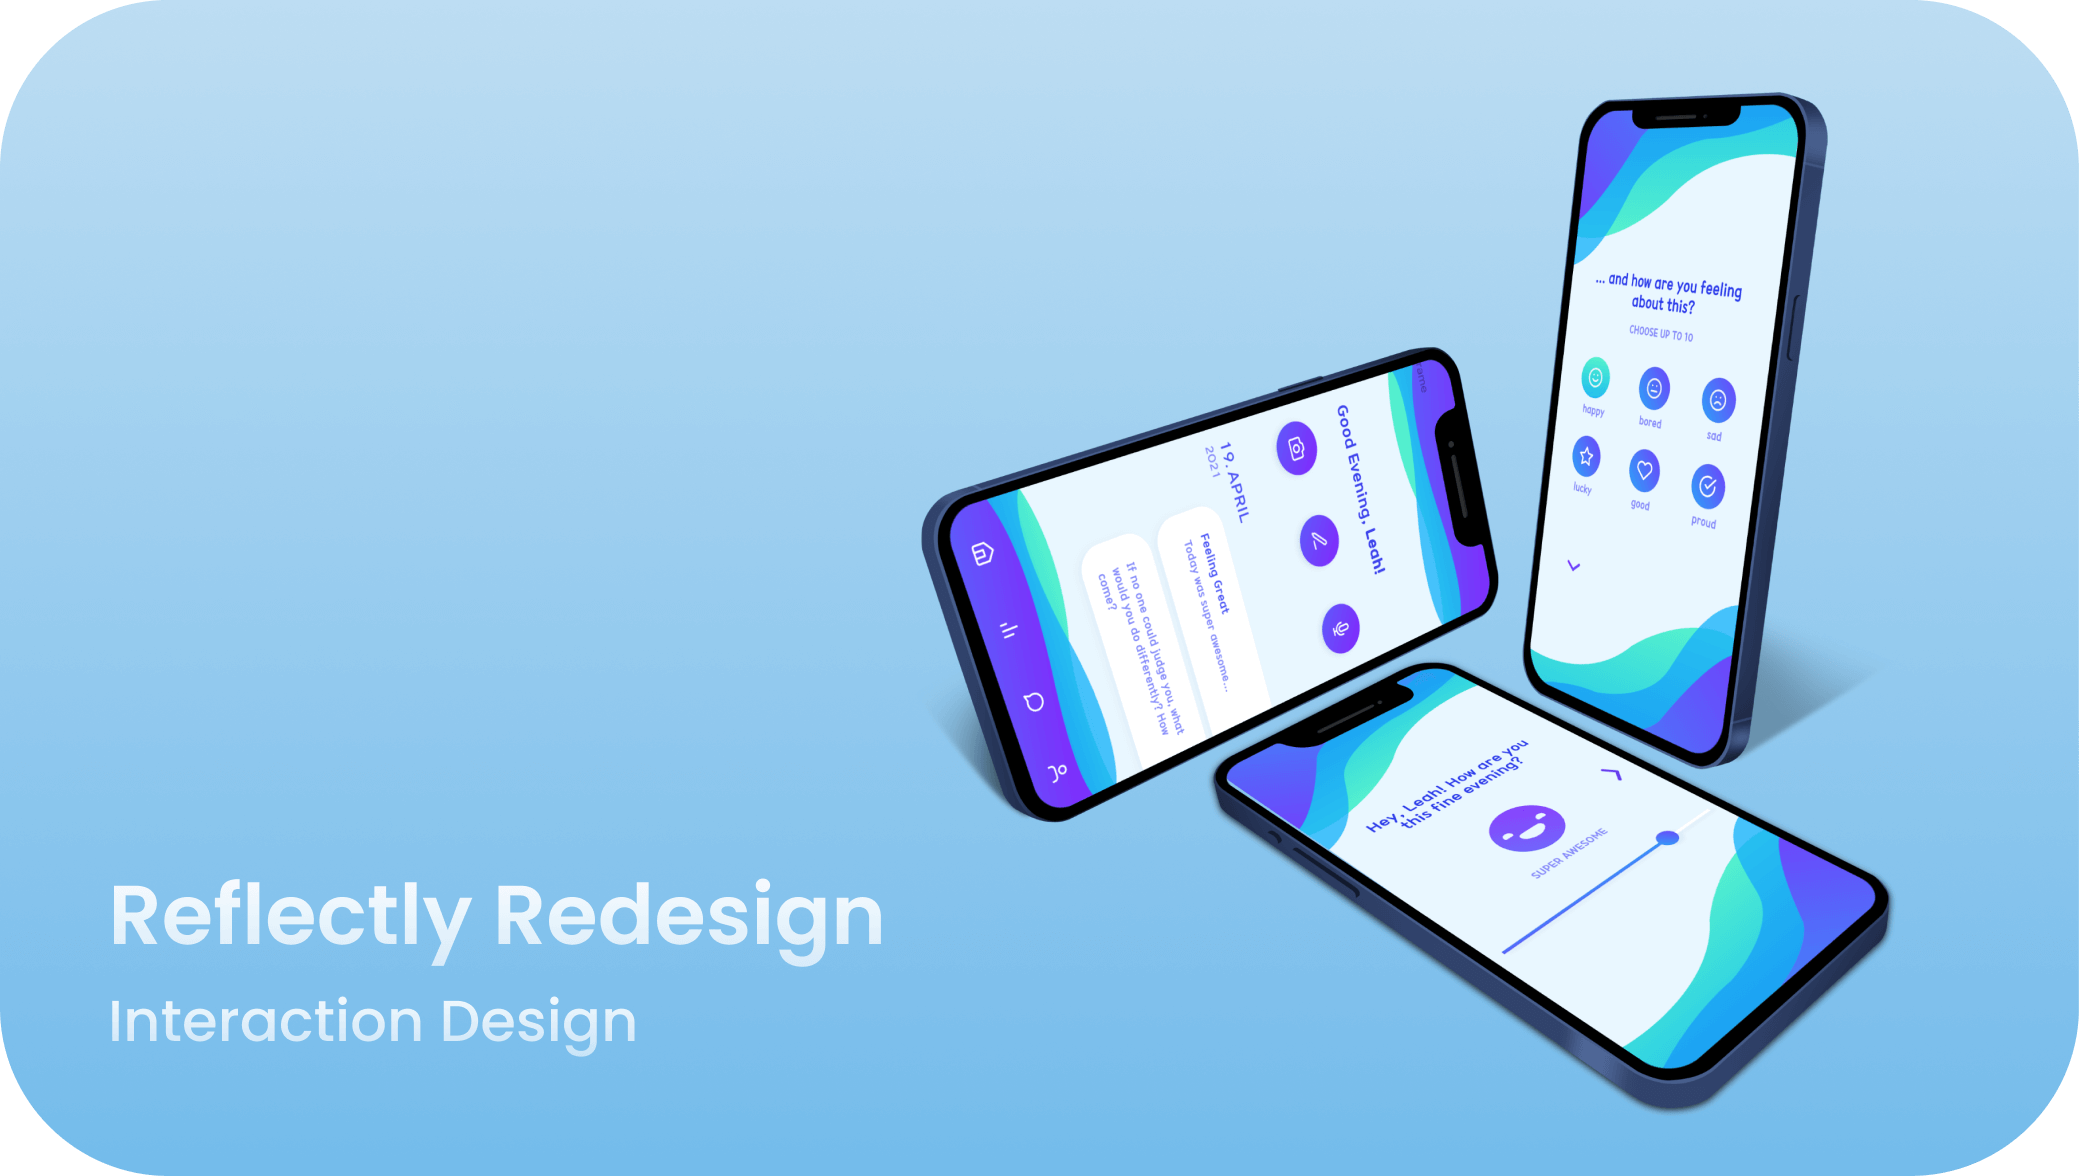 Reflectly Redesign
Interaction Design
Good Evening, Leah!
19. APRIL
2021
Feeling Great
Today was super awesome...
If no one could judge you, what
would you do differently? How
come?
... and how are you feeling
about this?
CHOOSE UP TO 10
happy
bored
sad
lucky
good
proud
Hey, Leah! How are you
this fine evening?
SUPER AWESOME